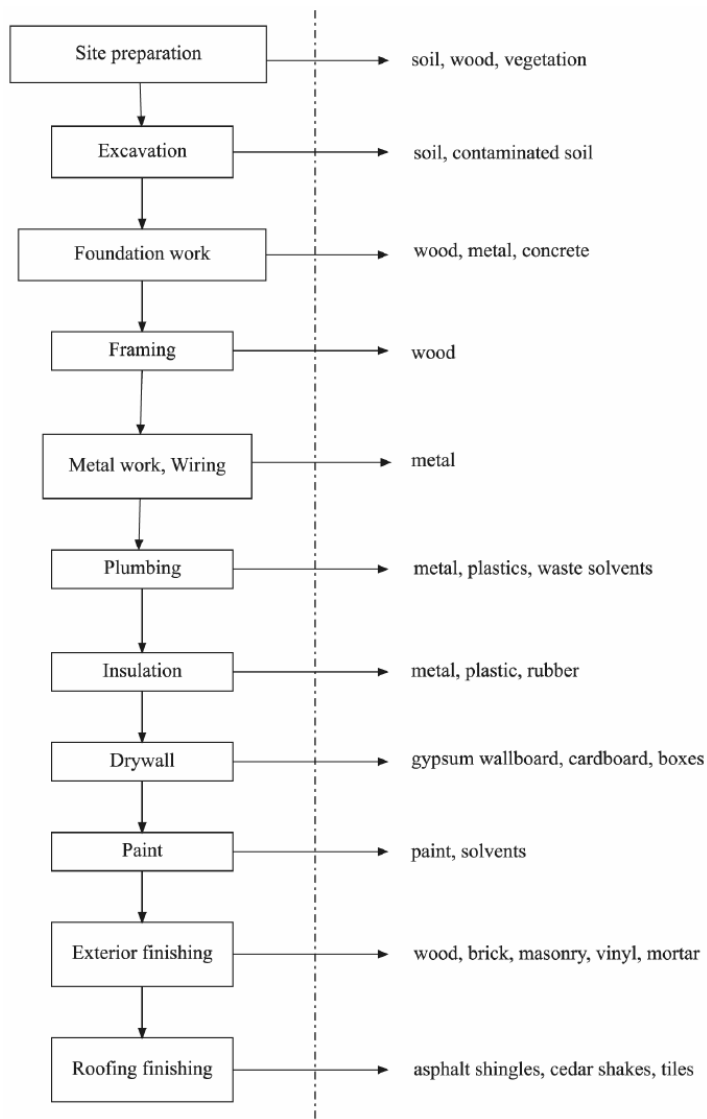 Site preparation
soil, wood, vegetation
Excavation
soil, contaminated soil
Foundation work
wood, metal, concrete
Framing
wood
Metal work, Wiring
metal
Plumbing
metal, plastics, waste solvents
Insulation
metal, plastic, rubber
Drywall
gypsum wallboard, cardboard, boxes
Paint
paint, solvents
Exterior finishing
wood, brick, masonry, vinyl, mortar
Roofing finishing
asphalt shingles, cedar shakes, tiles